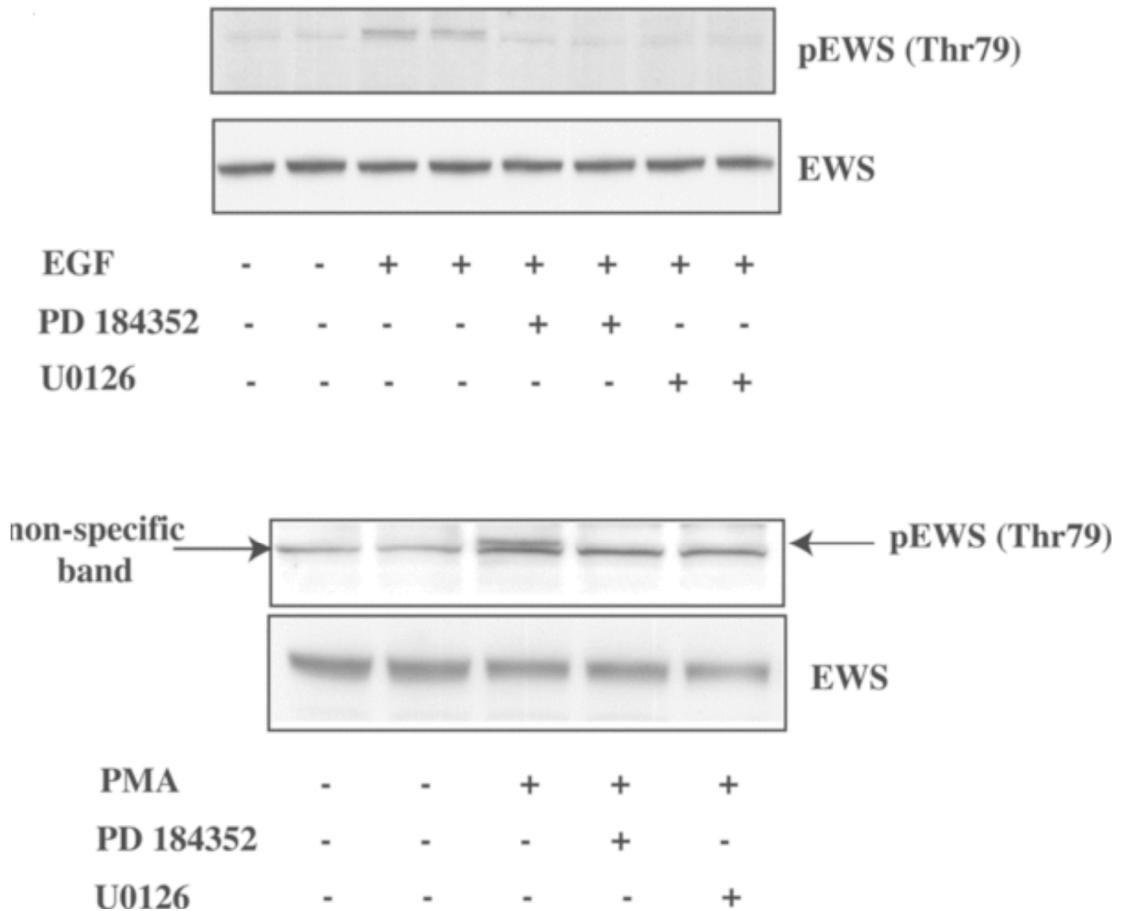 pEWS (Thr79)
EWS
EGF - - + + + + + +
PD 184352 - - - - + + - -
U0126 - - - - - - + +
non-specific
band
pEWS (Thr79)
EWS
PMA - - + + +
PD 184352 - - - + -
U0126 - - - - +